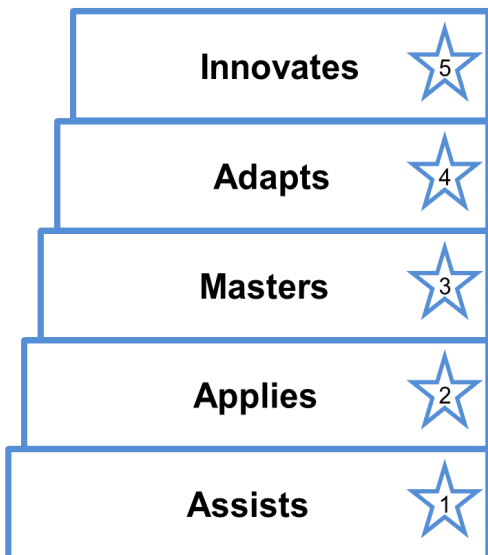 Innovates 5
Adapts 4
Masters 3
Applies 2
Assists 1